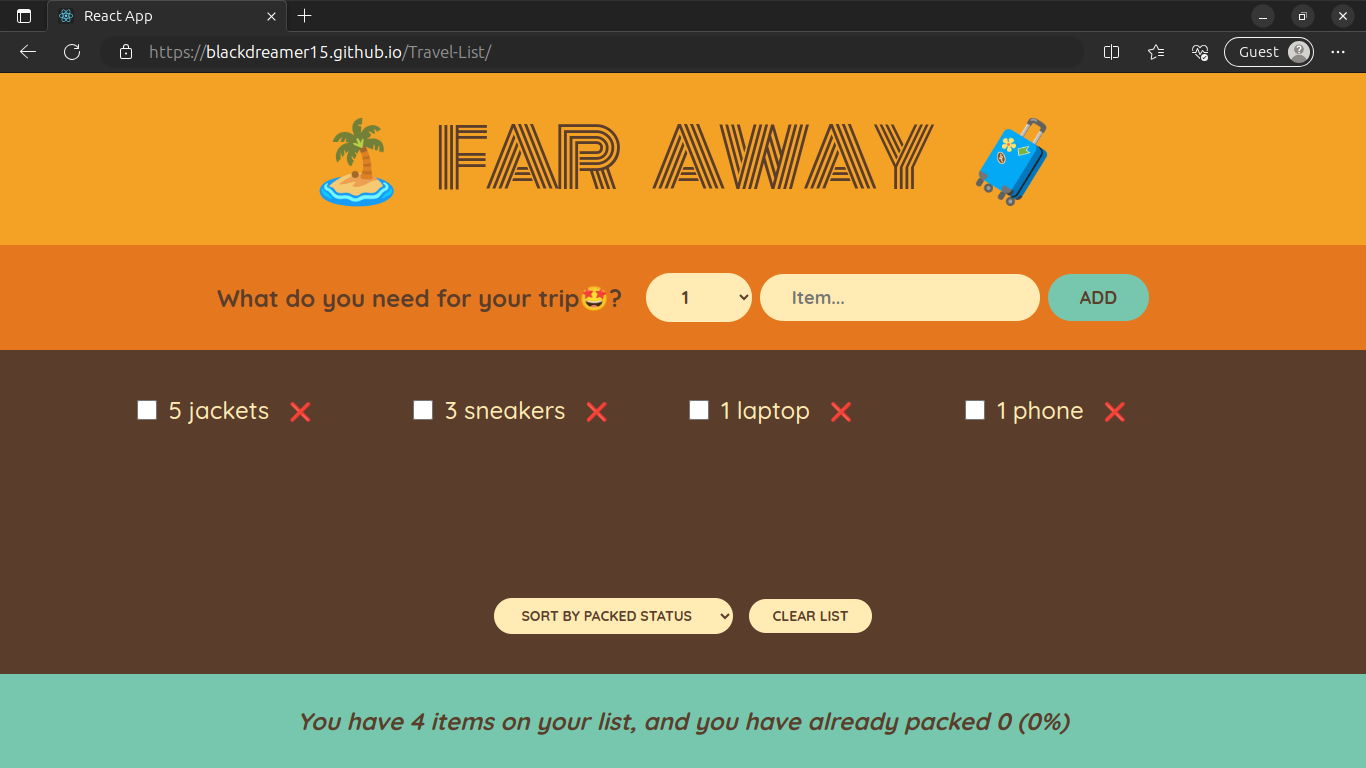 React App
https://blackdreamer15.github.io/Travel-List/
Guest
FAR AWAY
What do you need for your trip🤩?
1
Item...
ADD
5 jackets ❌
3 sneakers ❌
1 laptop ❌
1 phone ❌
SORT BY PACKED STATUS
CLEAR LIST
You have 4 items on your list, and you have already packed 0 (0%)